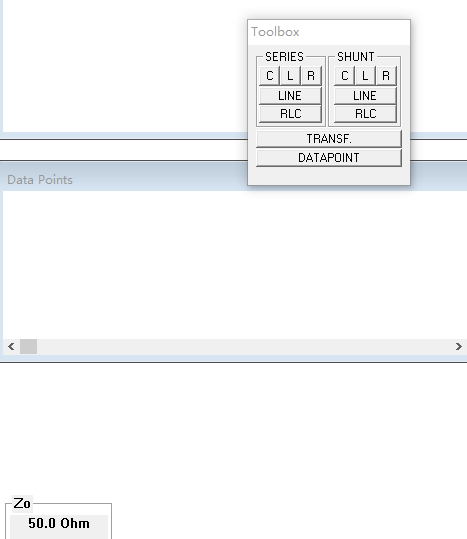 Toolbox
SERIES SHUNT
C L R C L R
LINE LINE
RLC RLC
TRANSF.
DATAPOINT
Data Points
Zo
50.0 Ohm